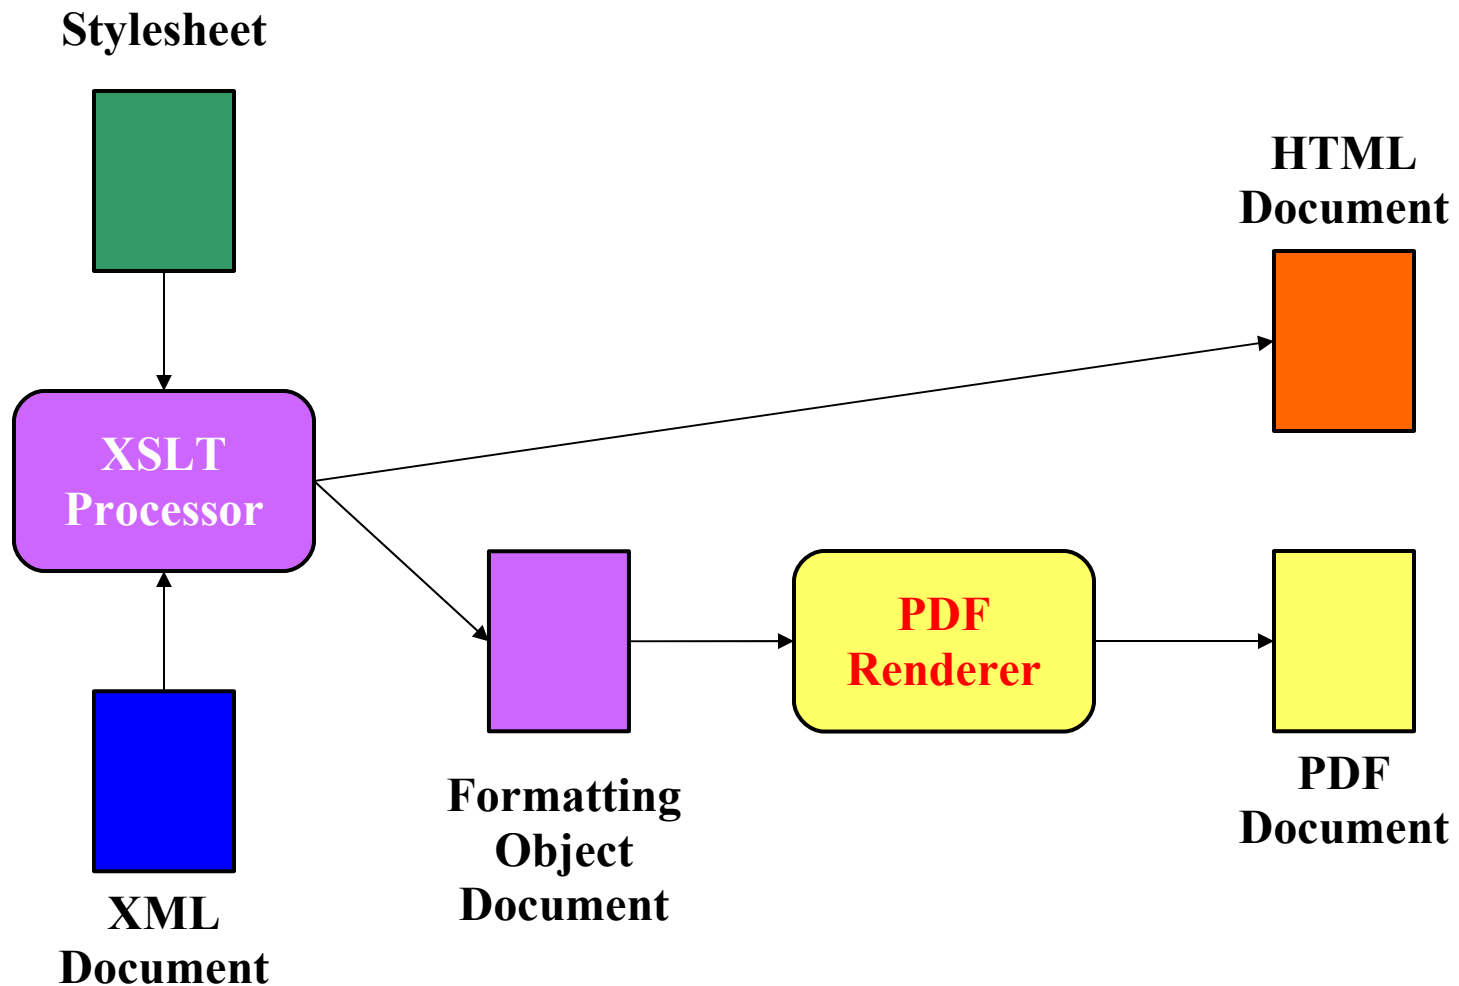 Stylesheet
HTML
Document
XSLT
Processor
PDF
Renderer
Formatting
Object
Document
PDF
Document
XML
Document